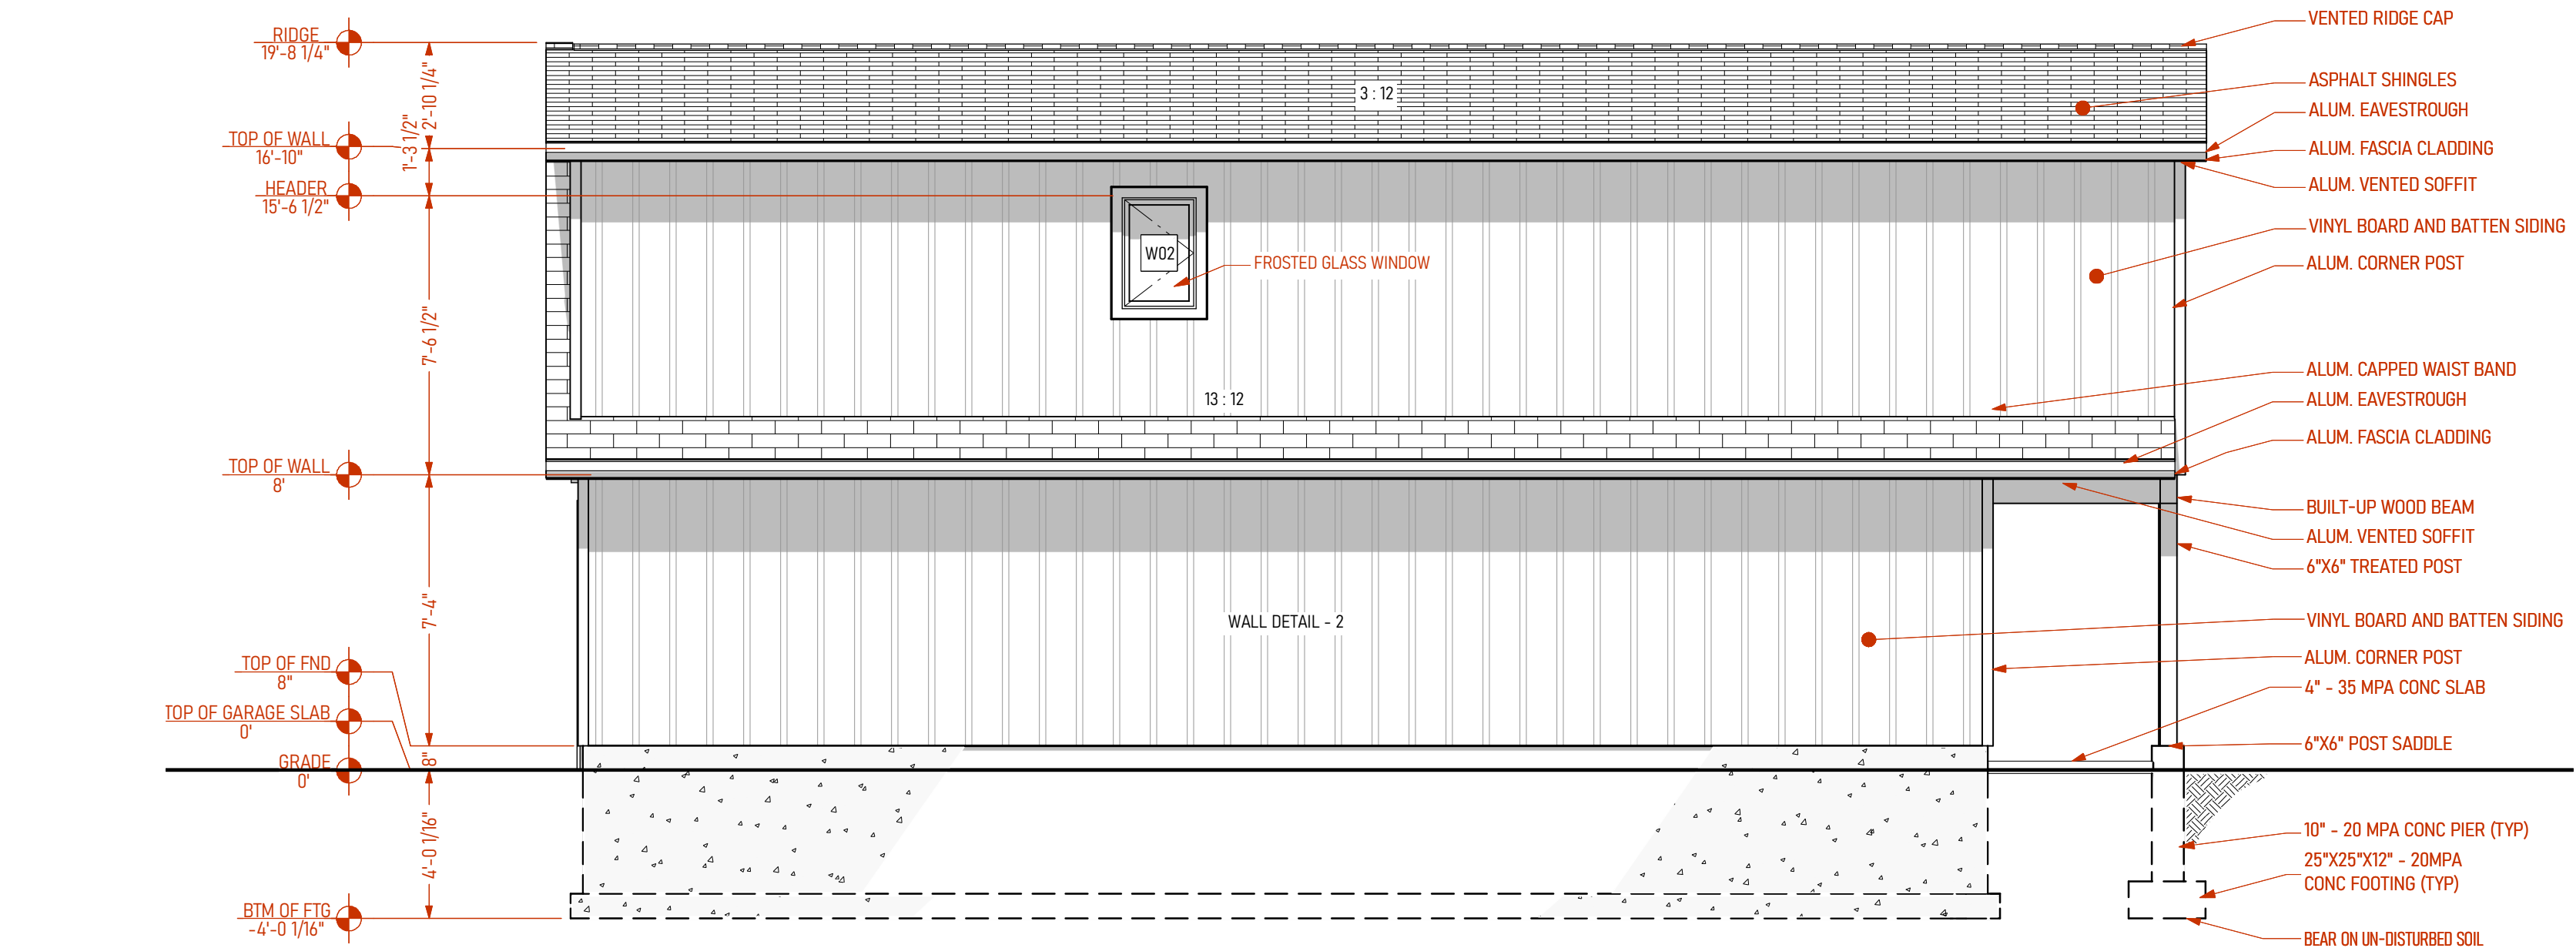 RIDGE
19'-8 1/4"
TOP OF WALL
16'-10"
HEADER
15'-6 1/2"
TOP OF WALL
8'
TOP OF FND
8"
TOP OF GARAGE SLAB
0'
GRADE
0'
BTM OF FTG
-4'-0 1/16"
2'-10 1/4"
1'-3 1/2"
7'-6 1/2"
7'-4"
8"
4'-0 1/16"
3 : 12
W02
FROSTED GLASS WINDOW
13 : 12
WALL DETAIL - 2
VENTED RIDGE CAP
ASPHALT SHINGLES
ALUM. EAVESTROUGH
ALUM. FASCIA CLADDING
ALUM. VENTED SOFFIT
VINYL BOARD AND BATTEN SIDING
ALUM. CORNER POST
ALUM. CAPPED WAIST BAND
ALUM. EAVESTROUGH
ALUM. FASCIA CLADDING
BUILT-UP WOOD BEAM
ALUM. VENTED SOFFIT
6"X6" TREATED POST
VINYL BOARD AND BATTEN SIDING
ALUM. CORNER POST
4" - 35 MPA CONC SLAB
6"X6" POST SADDLE
10" - 20 MPA CONC PIER (TYP)
25"X25"X12" - 20MPA
CONC FOOTING (TYP)
BEAR ON UN-DISTURBED SOIL